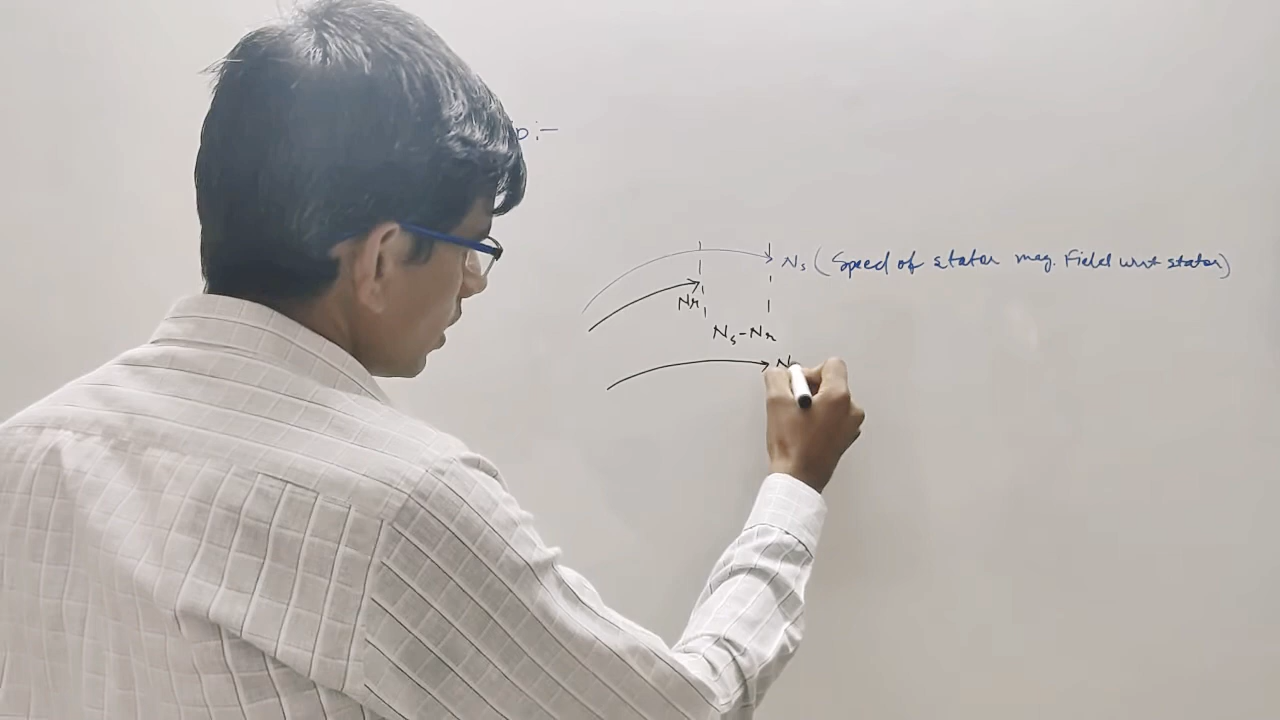 p :-
Ns (Speed of stator mag. Field wrt stator)
Nr
Ns-Nr
N